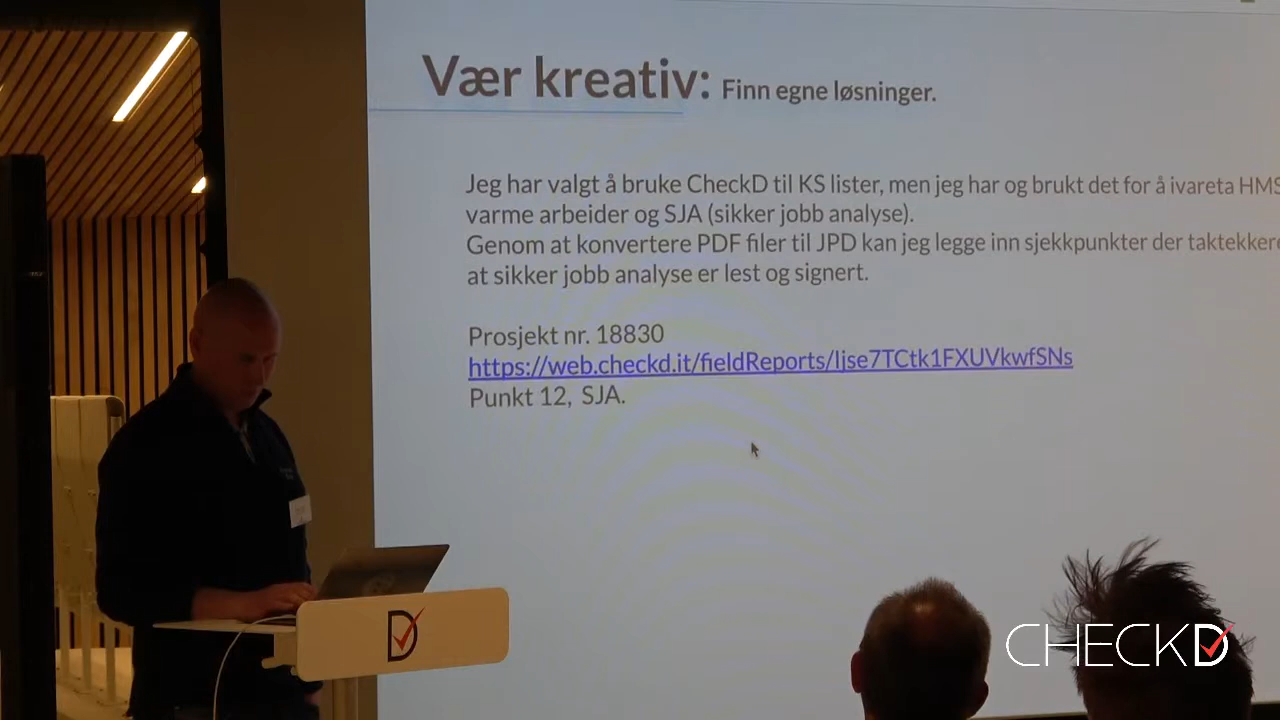 Vær kreativ: Finn egne løsninger.
Jeg har valgt å bruke CheckD til KS lister, men jeg har og brukt det for å ivareta HMS
varme arbeider og SJA (sikker jobb analyse).
Genom at konvertere PDF filer til JPD kan jeg legge inn sjekkpunkter der taktekkere
at sikker jobb analyse er lest og signert.
Prosjekt nr. 18830
https://web.checkd.it/fieldReports/ljse7TCtk1FXUVkwfSNs
Punkt 12, SJA.
D
CHECKD